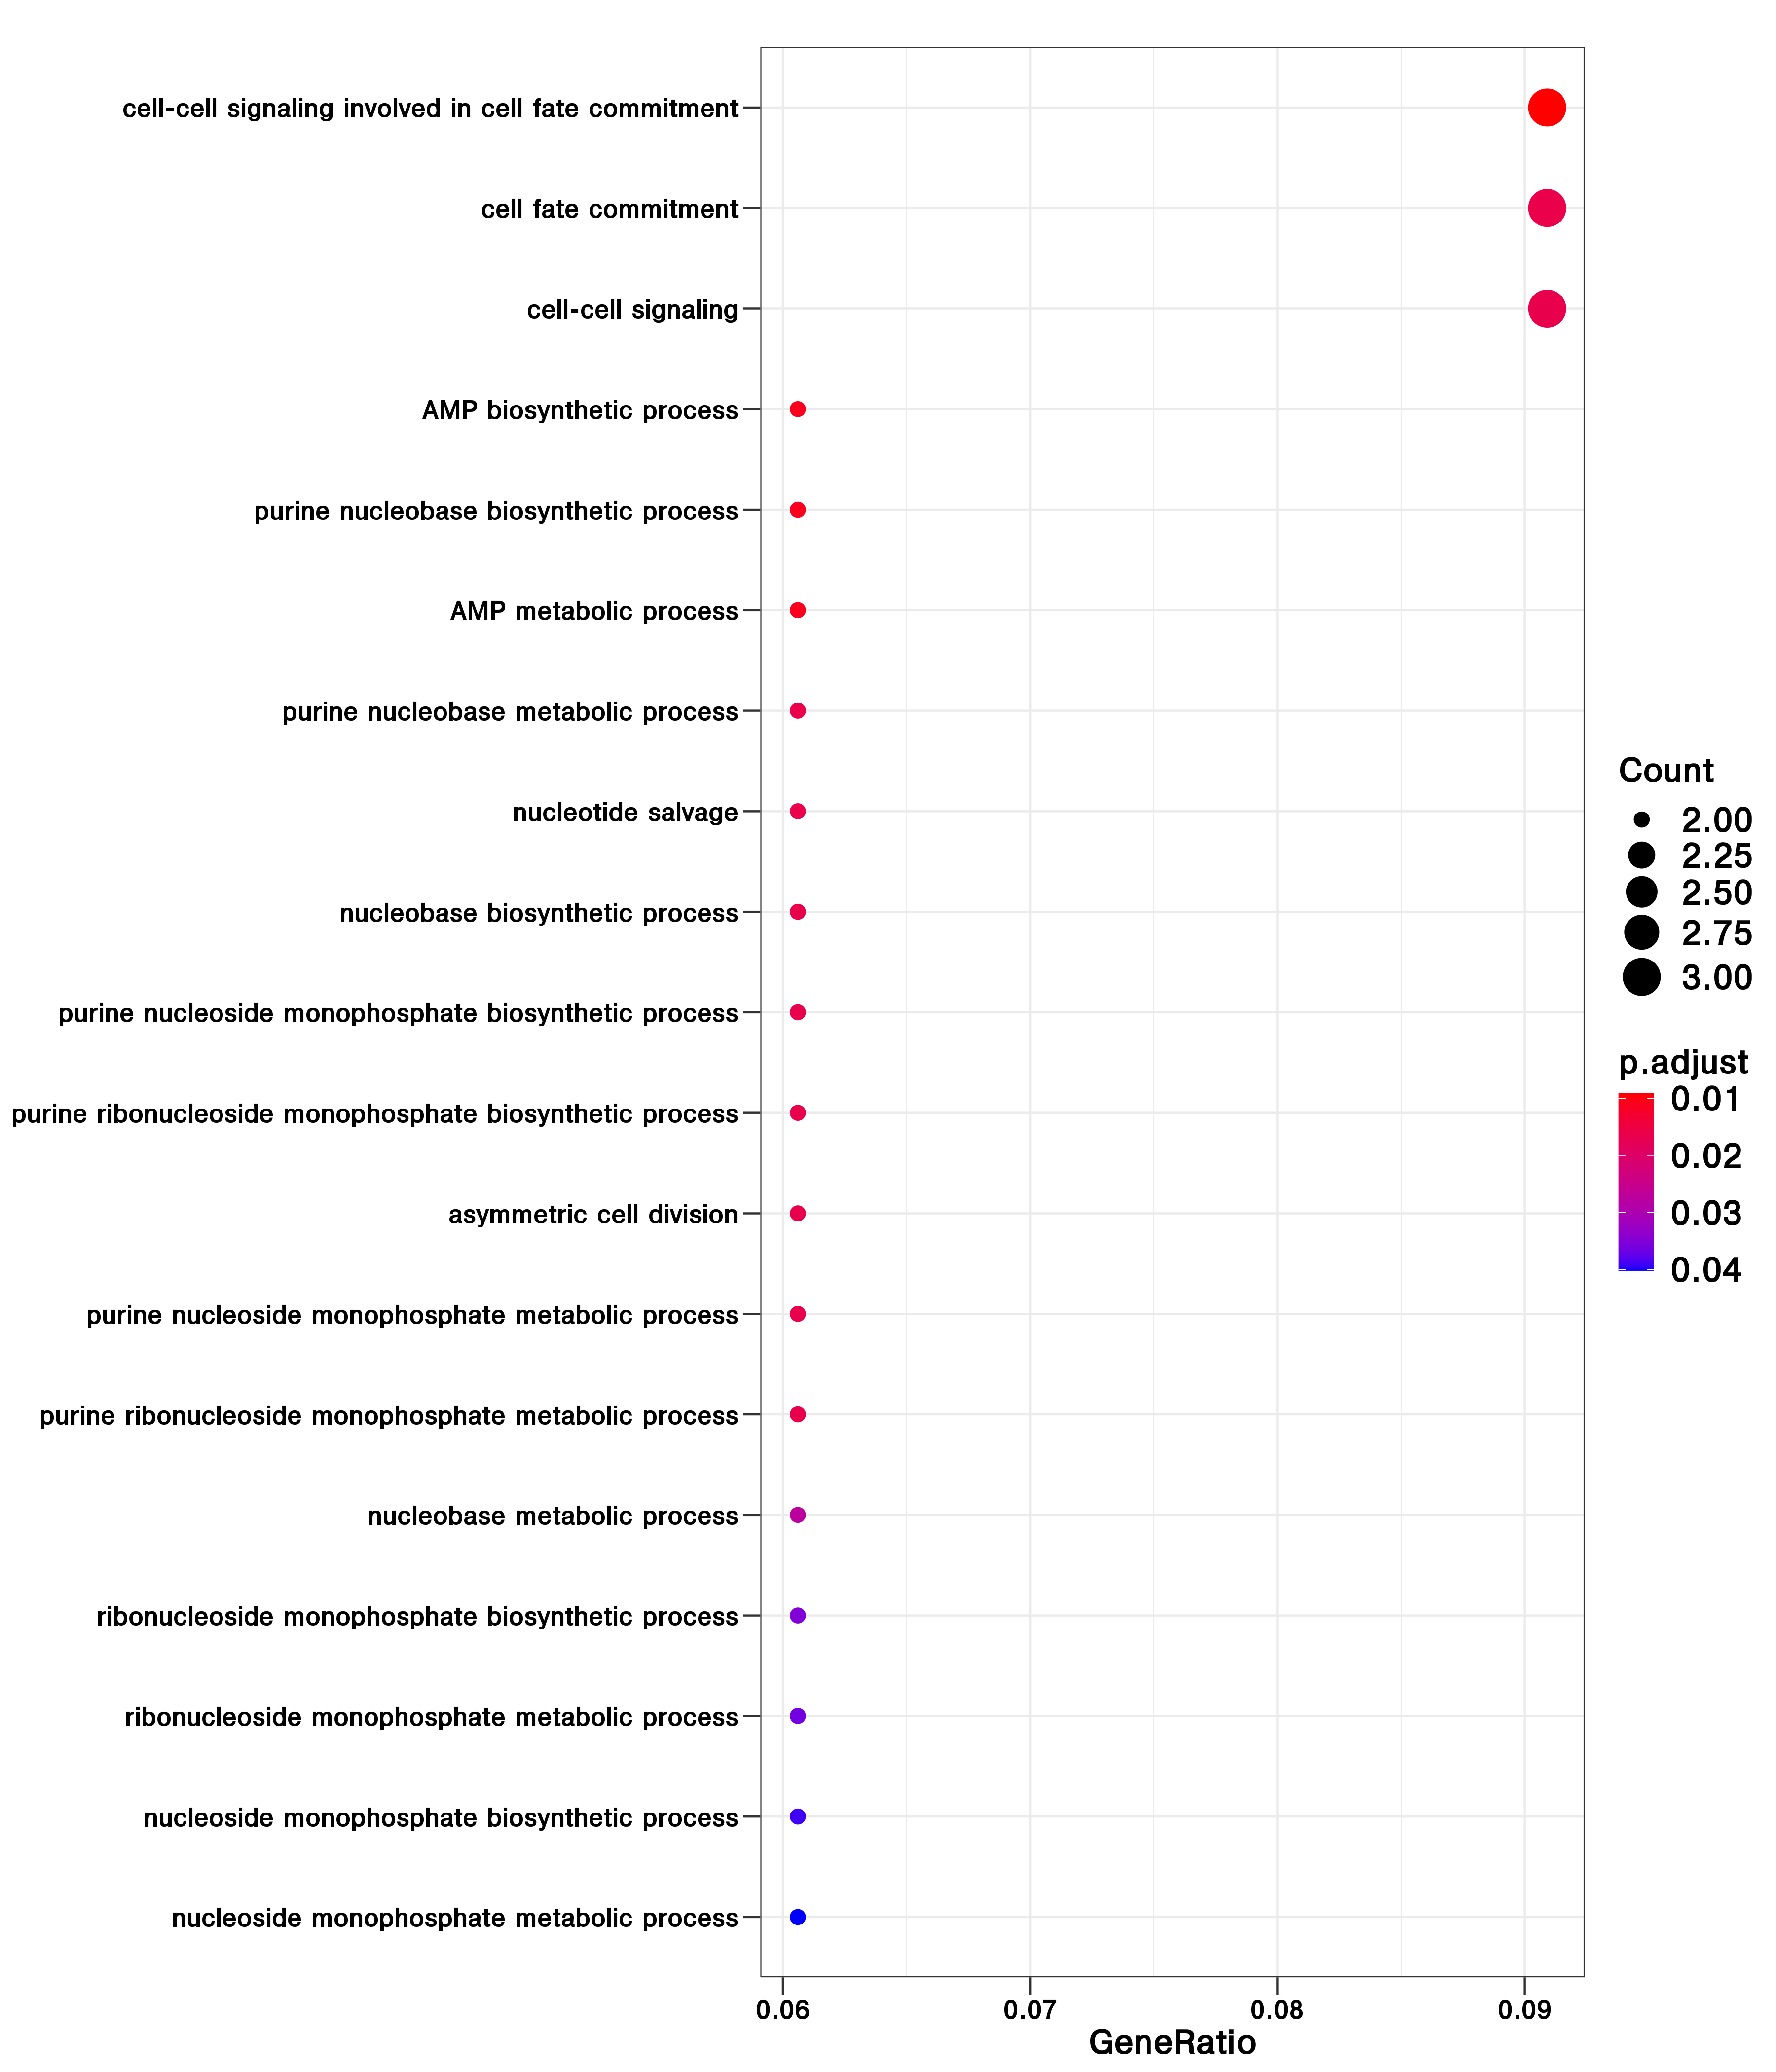 cell-cell signaling involved in cell fate commitment
cell fate commitment
cell-cell signaling
AMP biosynthetic process
purine nucleobase biosynthetic process
AMP metabolic process
purine nucleobase metabolic process
nucleotide salvage
nucleobase biosynthetic process
purine nucleoside monophosphate biosynthetic process
purine ribonucleoside monophosphate biosynthetic process
asymmetric cell division
purine nucleoside monophosphate metabolic process
purine ribonucleoside monophosphate metabolic process
nucleobase metabolic process
ribonucleoside monophosphate biosynthetic process
ribonucleoside monophosphate metabolic process
nucleoside monophosphate biosynthetic process
nucleoside monophosphate metabolic process
0.06 0.07 0.08 0.09
GeneRatio
Count
2.00
2.25
2.50
2.75
3.00
p.adjust
0.01
0.02
0.03
0.04